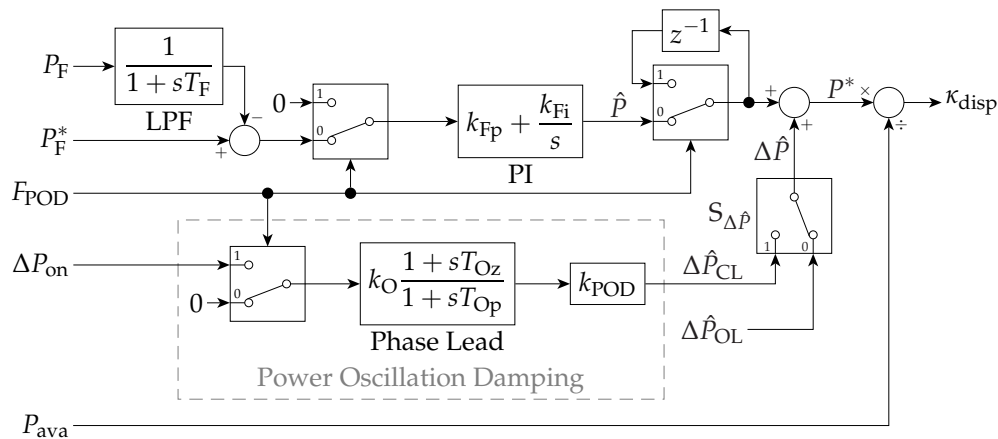 z⁻¹
P_F
1
1 + sT_F
LPF
−
0
1
0
k_Fp + k_Fi
s
PI
P̂
1
0
+
+
P* ×
÷
κ_disp
P_F*
+
F_POD
ΔP̂
S_ΔP̂
1
0
ΔP_on
1
0
0
k_O 1 + sT_Oz
1 + sT_Op
Phase Lead
k_POD
ΔP̂_CL
ΔP̂_OL
Power Oscillation Damping
P_ava